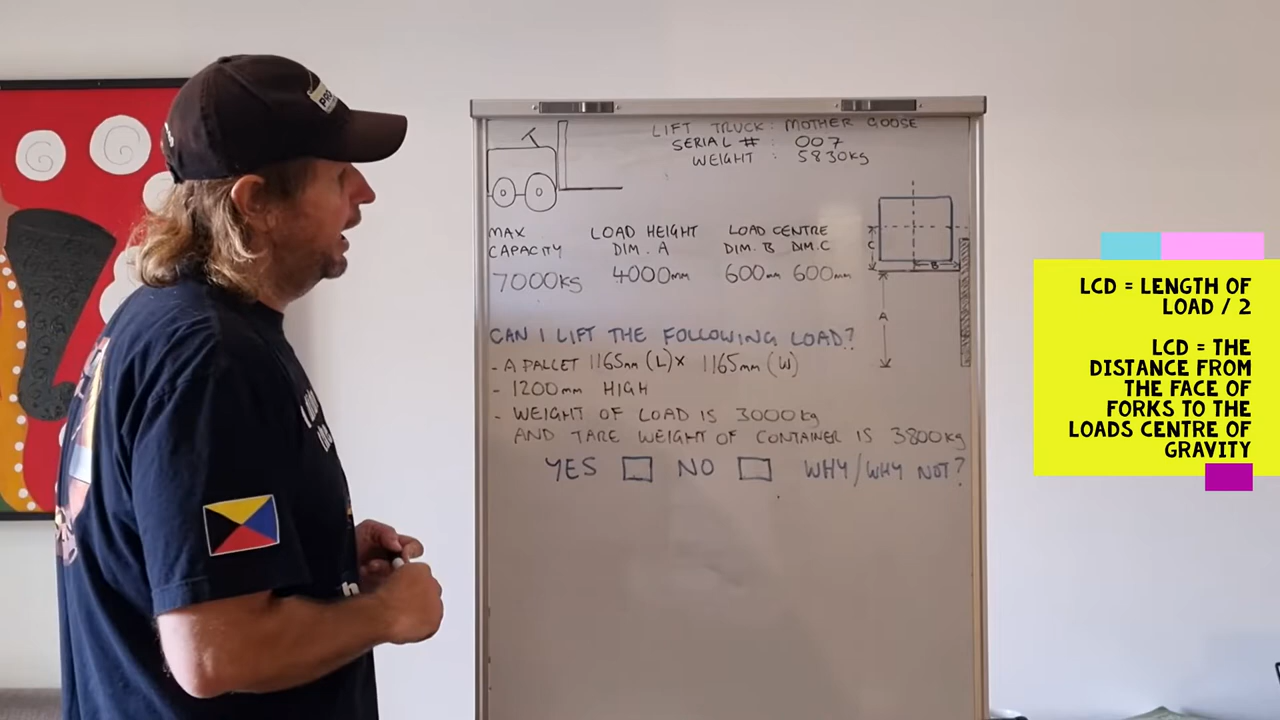 LIFT TRUCK: MOTHER GOOSE
SERIAL # : 007
WEIGHT : 5830kg
MAX CAPACITY
7000kg
LOAD HEIGHT
DIM. A
4000mm
LOAD CENTRE
DIM. B DIM.C
600mm 600mm
C
B
A
CAN I LIFT THE FOLLOWING LOAD?
- A PALLET 1165mm (L) x 1165mm (W)
- 1200mm HIGH
- WEIGHT OF LOAD IS 3000kg
AND TARE WEIGHT OF CONTAINER IS 3800kg
YES NO WHY/WHY NOT?
LCD = LENGTH OF
LOAD / 2
LCD = THE
DISTANCE FROM
THE FACE OF
FORKS TO THE
LOADS CENTRE OF
GRAVITY